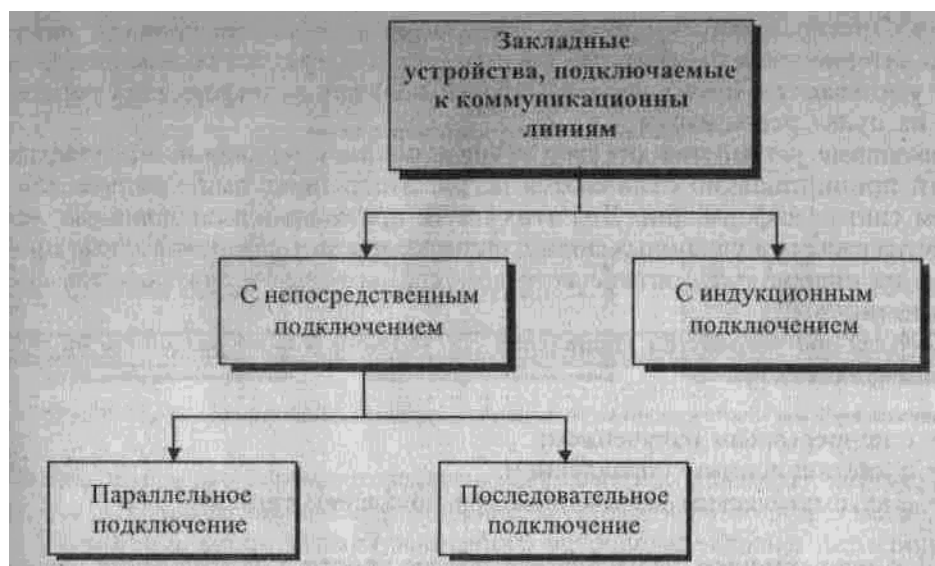 Закладные
устройства, подключаемые
к коммуникационны
линиям
С непосредственным
подключением
С индукционным
подключением
Параллельное
подключение
Последовательное
подключение